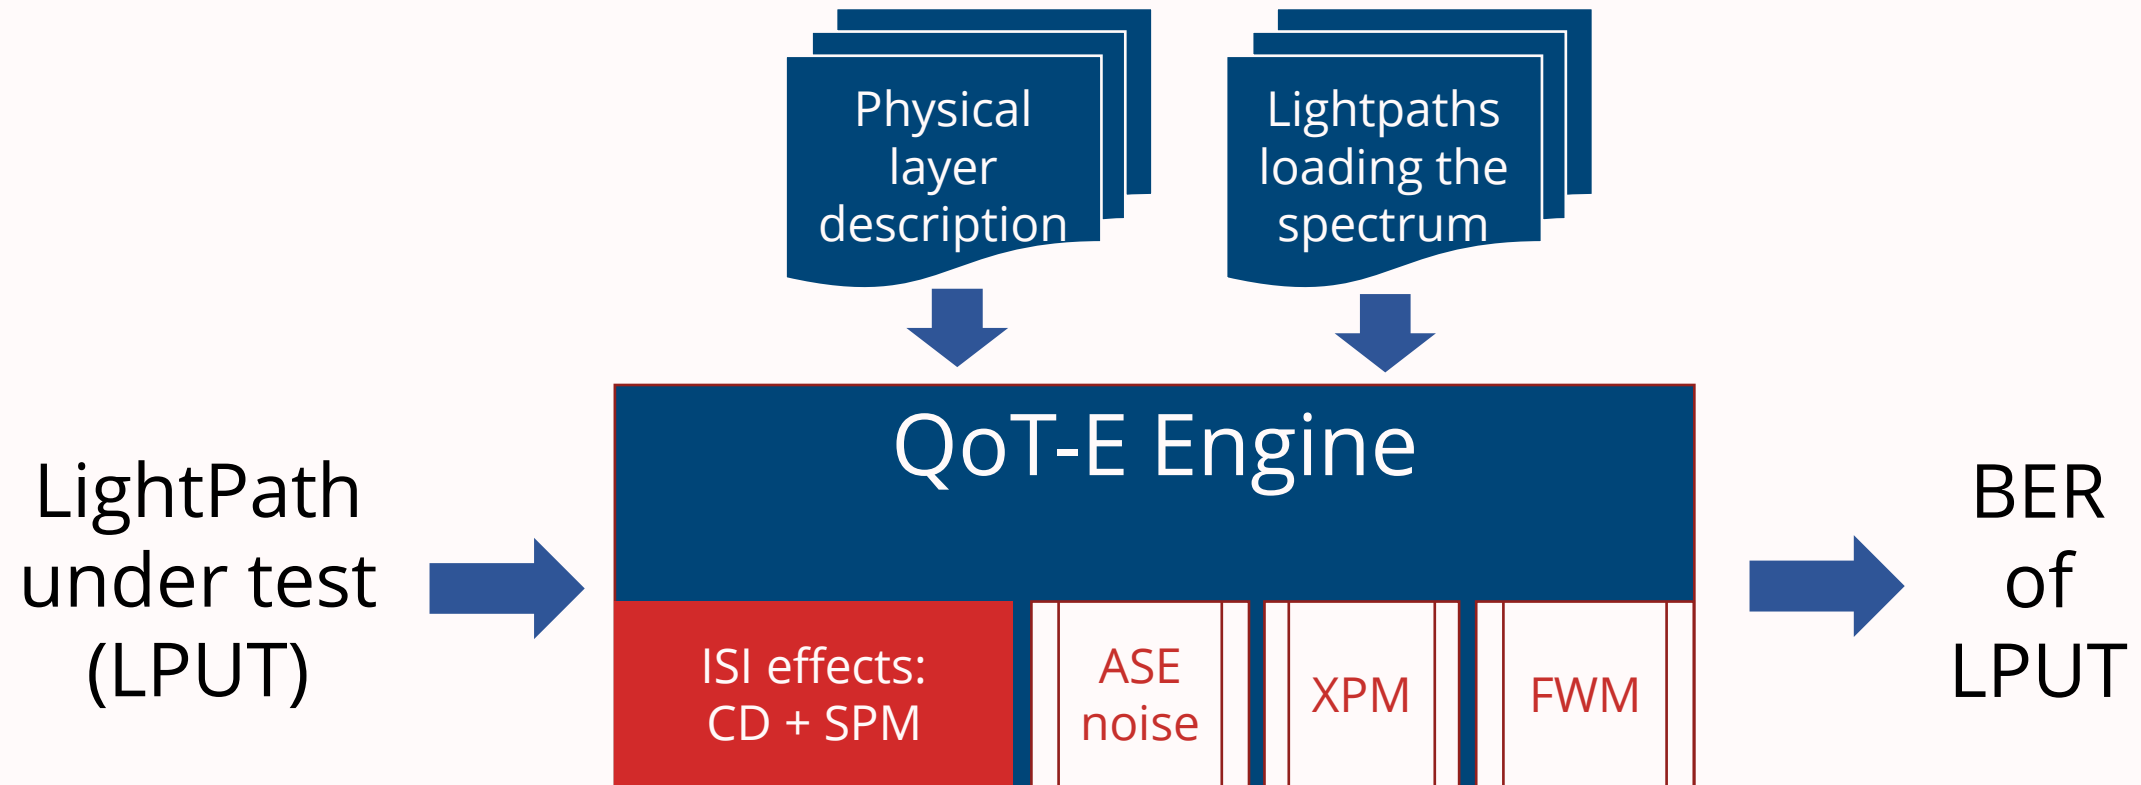 Physical
layer
description
Lightpaths
loading the
spectrum
QoT-E Engine
LightPath
under test
(LPUT)
ISI effects:
CD + SPM
ASE
noise
XPM
FWM
BER
of
LPUT